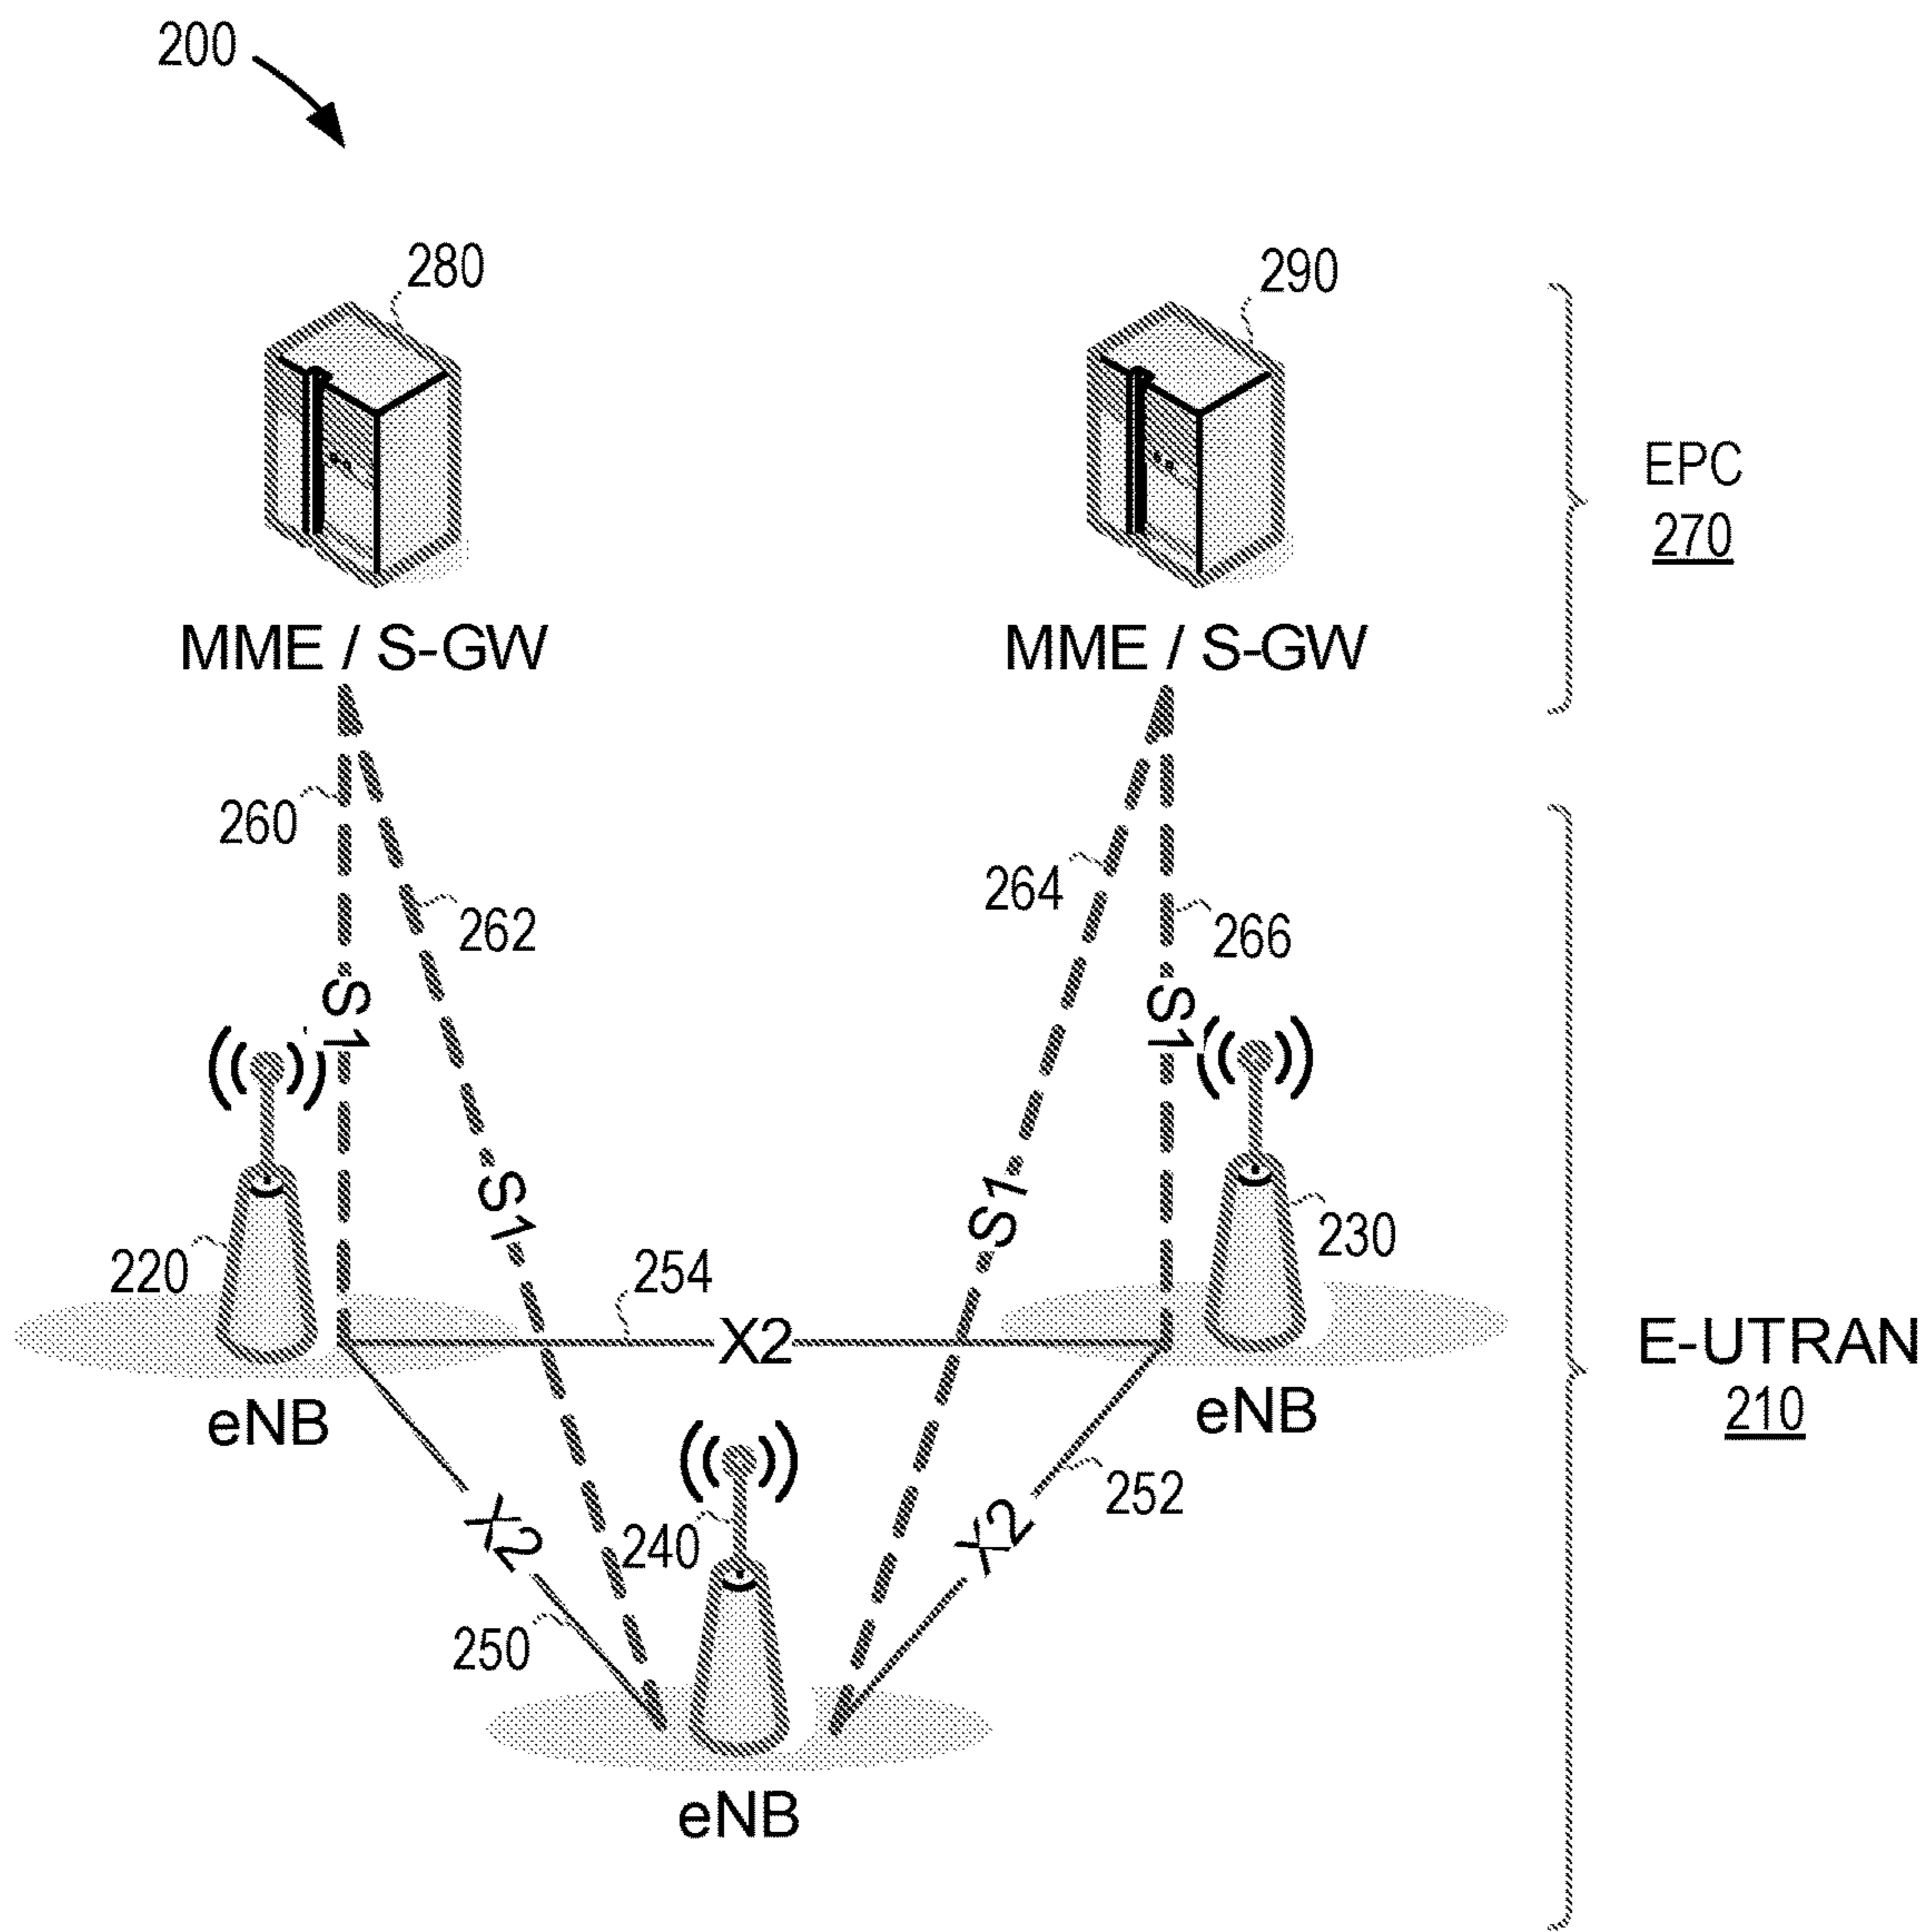 200
280
290
EPC
270
MME / S-GW
MME / S-GW
260
262
264
266
S1
S1
S1
S1
220
254
230
X2
E-UTRAN
210
eNB
eNB
252
240
X2
X2
250
eNB